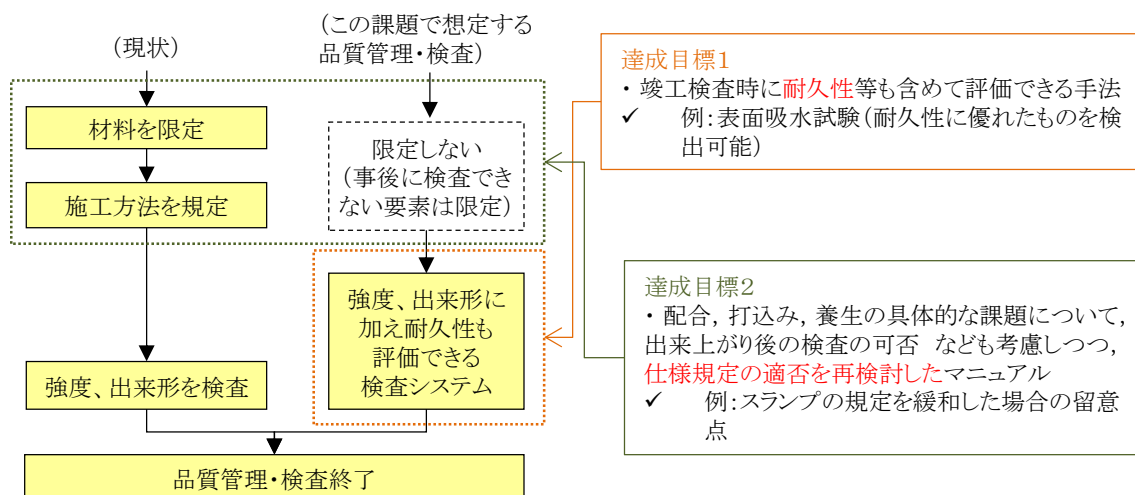 (現状)
(この課題で想定する
品質管理・検査)
材料を限定
施工方法を規定
限定しない
(事後に検査でき
ない要素は限定)
強度、出来形に
加え耐久性も
評価できる
検査システム
強度、出来形を検査
品質管理・検査終了
達成目標1
・ 竣工検査時に耐久性等も含めて評価できる手法
✓ 例:表面吸水試験(耐久性に優れたものを検
出可能)
達成目標2
・ 配合, 打込み, 養生の具体的な課題について,
出来上がり後の検査の可否 なども考慮しつつ,
仕様規定の適否を再検討したマニュアル
✓ 例:スランプの規定を緩和した場合の留意
点